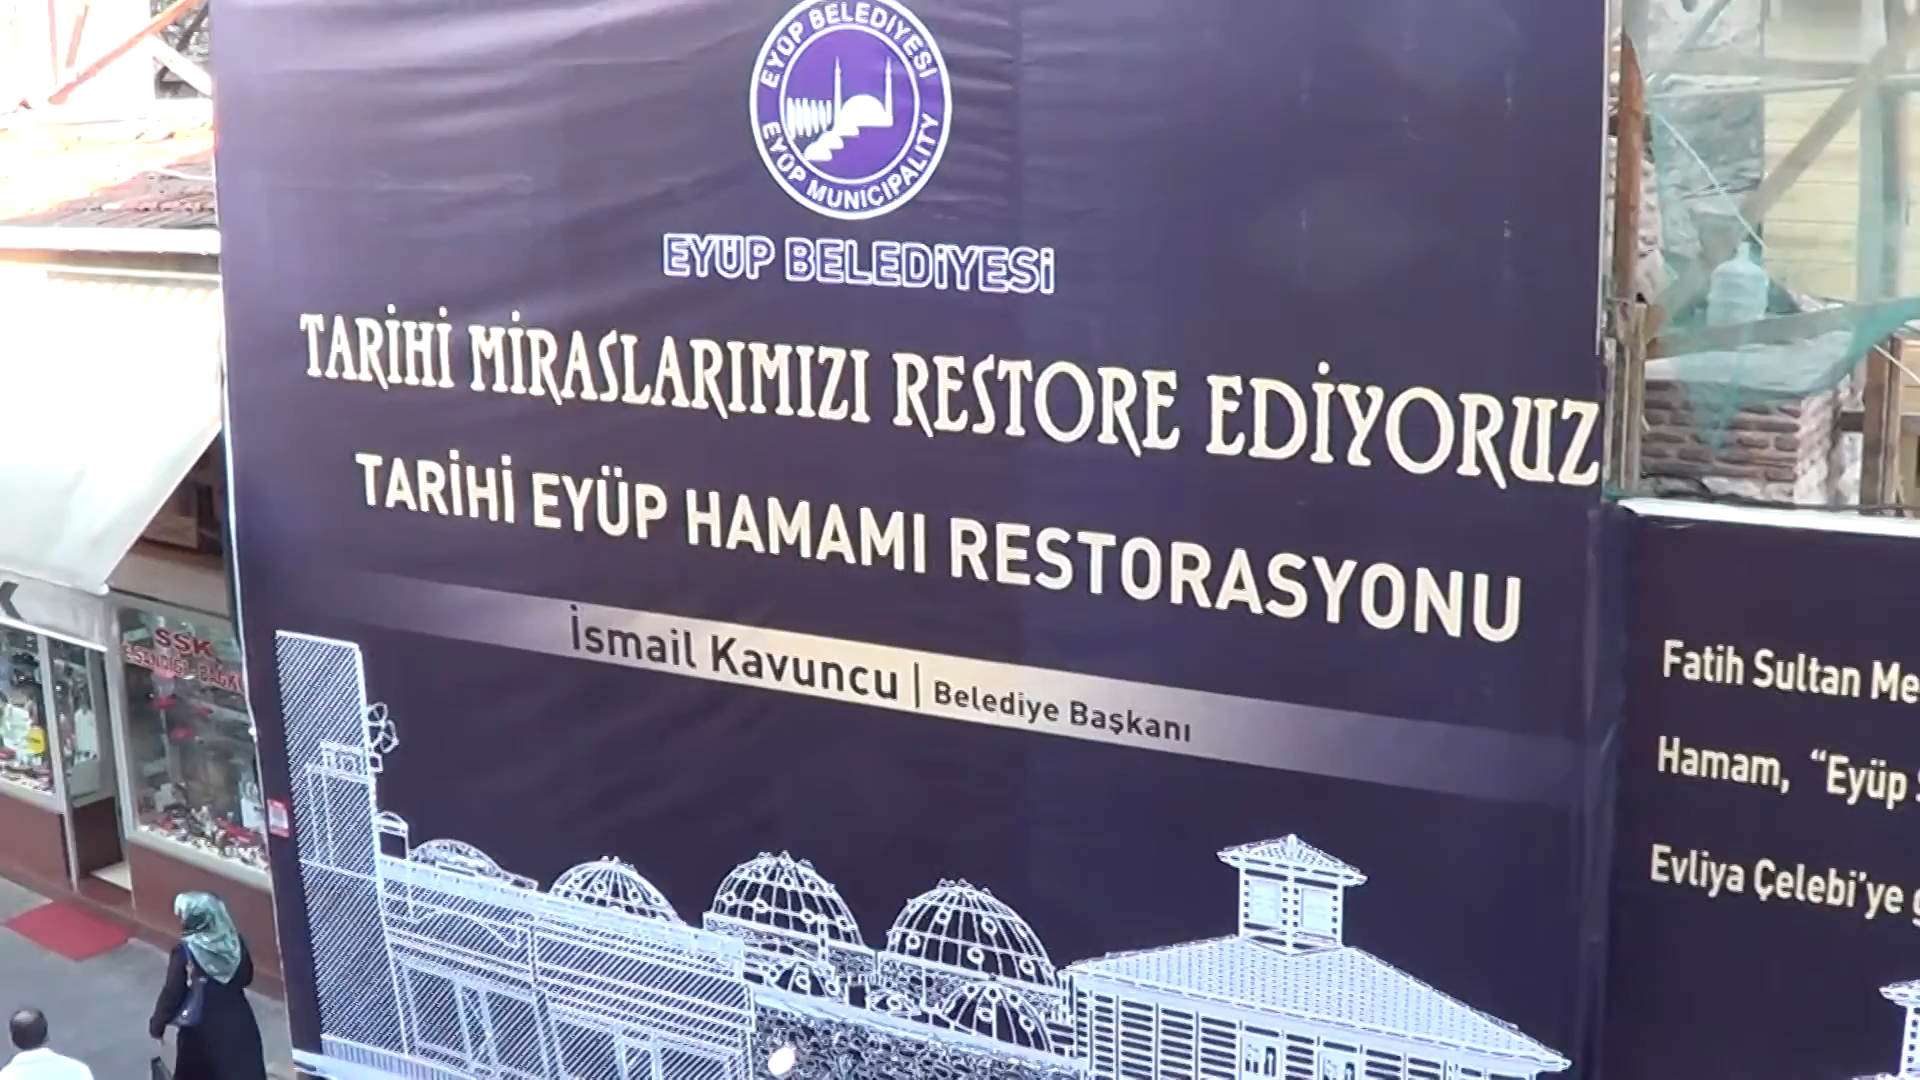 EYÜP BELEDİYESİ
EYÜP MUNICIPALITY
EYÜP BELEDİYESİ
TARİHİ MİRASLARIMIZI RESTORE EDİYORUZ
TARİHİ EYÜP HAMAMI RESTORASYONU
İsmail Kavuncu | Belediye Başkanı
Fatih Sultan Me
Hamam, “Eyüp
Evliya Çelebi’ye
SSK